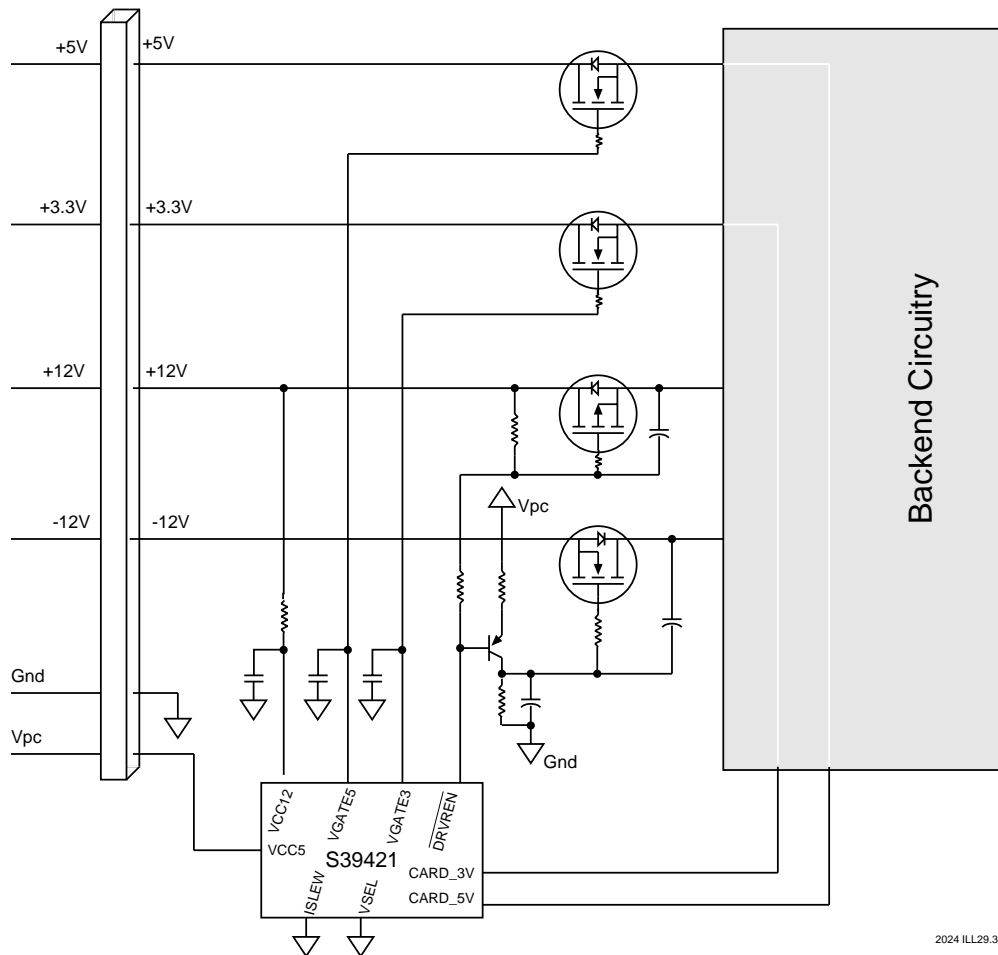 +5V
+5V
+3.3V
+3.3V
+12V
+12V
Vpc
-12V
-12V
Backend Circuitry
Gnd
Vpc
Gnd
VCC12
VGATE5
VGATE3
DRVREN
VCC5
S39421
ISLEW
VSEL
CARD_3V
CARD_5V
2024 ILL29.3